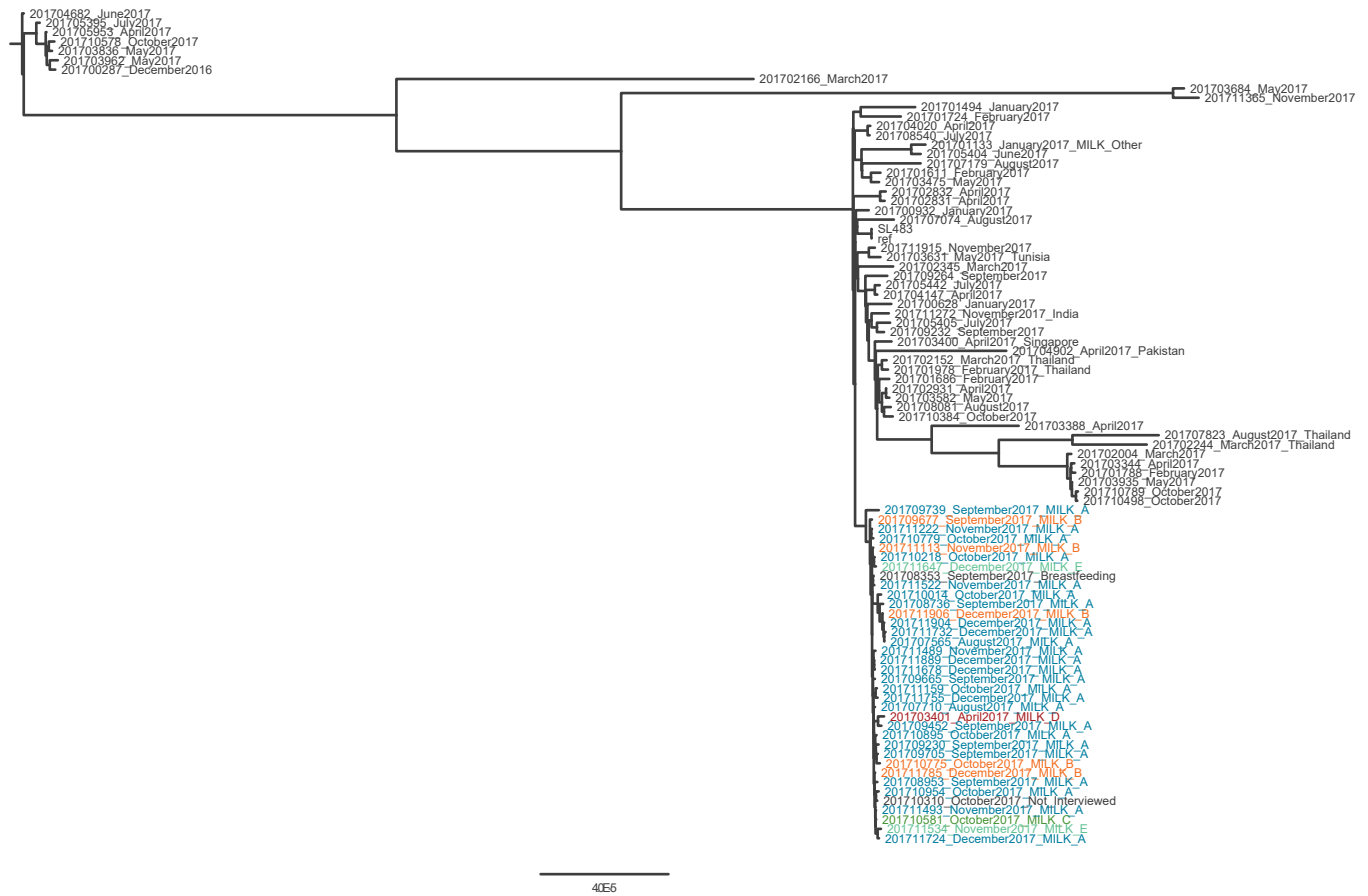 201704682_June2017
201705395_July2017
201705953_April2017
201710578_October2017
201703836_May2017
201703962_May2017
201700287_December2016
201702166_March2017
201703684_May2017
201711365_November2017
201701494_January2017
201701724_February2017
201704020_April2017
201708540_July2017
201701133_January2017_MILK_Other
201705404_June2017
201707179_August2017
201701611_February2017
201703475_May2017
201702832_April2017
201702831_April2017
201700932_January2017
201707074_August2017
SL483
ref
201711915_November2017
201703631_May2017_Tunisia
201702345_March2017
201709264_September2017
201705442_July2017
201704147_April2017
201700628_January2017
201711272_November2017_India
201705405_July2017
201709232_September2017
201703400_April2017_Singapore
201704902_April2017_Pakistan
201702152_March2017_Thailand
201701978_February2017_Thailand
201701686_February2017
201702931_April2017
201703582_May2017
201708081_August2017
201710384_October2017
201703388_April2017
201707823_August2017_Thailand
201702244_March2017_Thailand
201702004_March2017
201703344_April2017
201701788_February2017
201703935_May2017
201710789_October2017
201710498_October2017
201709739_September2017_MILK_A
201709677_September2017_MILK_B
201711222_November2017_MILK_A
201710779_October2017_MILK_A
201711113_November2017_MILK_B
201710218_October2017_MILK_A
201711647_December2017_MILK_E
201708353_September2017_Breastfeeding
201711522_November2017_MILK_A
201710014_October2017_MILK_A
201708736_September2017_MILK_A
201711906_December2017_MILK_B
201711904_December2017_MILK_A
201711732_December2017_MILK_A
201707565_August2017_MILK_A
201711489_November2017_MILK_A
201711889_December2017_MILK_A
201711678_December2017_MILK_A
201709665_September2017_MILK_A
201711159_October2017_MILK_A
201711755_December2017_MILK_A
201707710_August2017_MILK_A
201703401_April2017_MILK_D
201709452_September2017_MILK_A
201710895_October2017_MILK_A
201709230_September2017_MILK_A
201709705_September2017_MILK_A
201710775_October2017_MILK_B
201711785_December2017_MILK_B
201708953_September2017_MILK_A
201710954_October2017_MILK_A
201710310_October2017_Not_Interviewed
201711493_November2017_MILK_A
201710581_October2017_MILK_C
201711534_November2017_MILK_E
201711724_December2017_MILK_A
4.0E-5